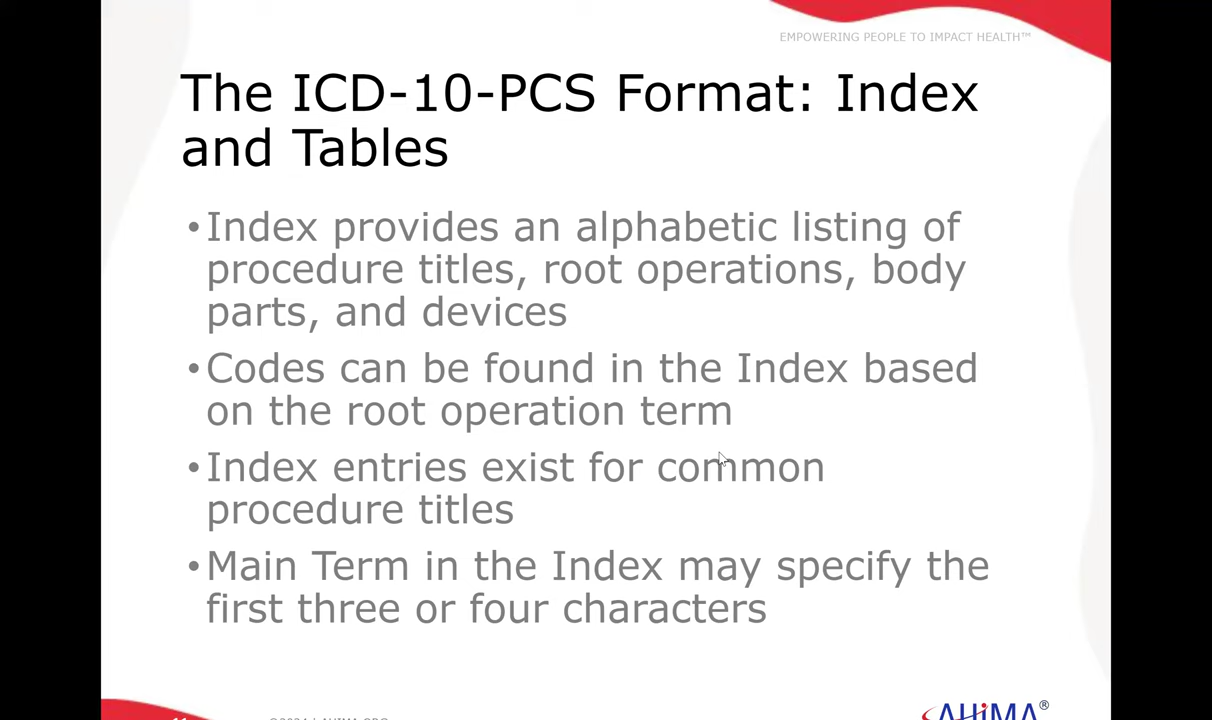 EMPOWERING PEOPLE TO IMPACT HEALTH™
The ICD-10-PCS Format: Index
and Tables
•Index provides an alphabetic listing of
procedure titles, root operations, body
parts, and devices
•Codes can be found in the Index based
on the root operation term
•Index entries exist for common
procedure titles
•Main Term in the Index may specify the
first three or four characters
AHIMA®